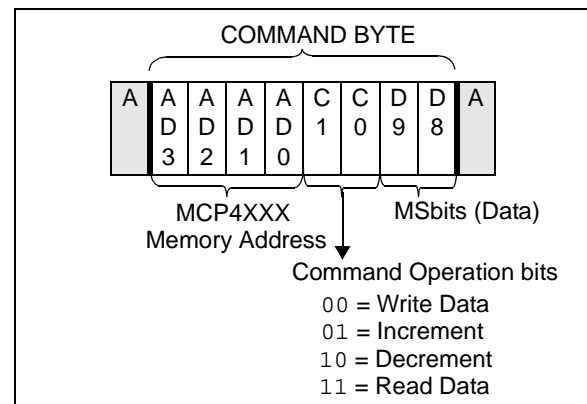 COMMAND BYTE
A A A A A C C D D A
D D D D 1 0 9 8
3 2 1 0
MCP4XXX MSbits (Data)
Memory Address
Command Operation bits
00 = Write Data
01 = Increment
10 = Decrement
11 = Read Data